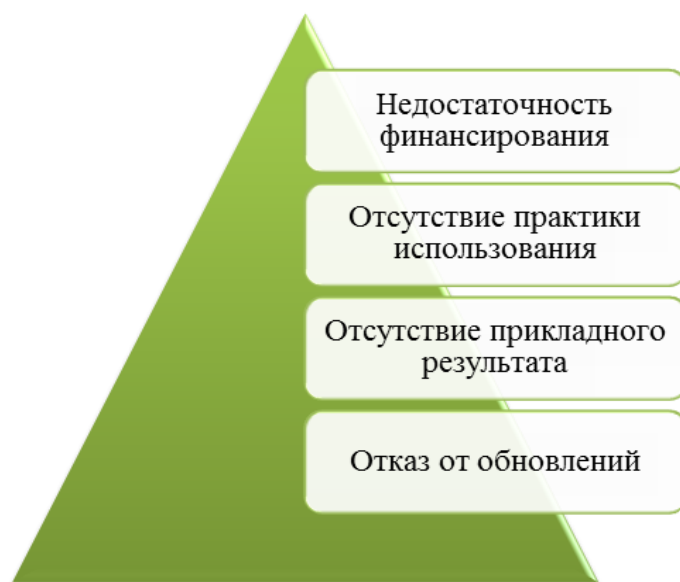 Недостаточность
финансирования
Отсутствие практики
использования
Отсутствие прикладного
результата
Отказ от обновлений